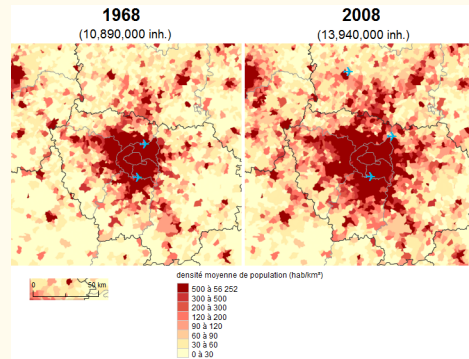 1968
(10,890,000 inh.)
2008
(13,940,000 inh.)
0
50 km
densité moyenne de population (hab/km²)
500 à 56 252
300 à 500
200 à 300
120 à 200
90 à 120
60 à 90
30 à 60
0 à 30